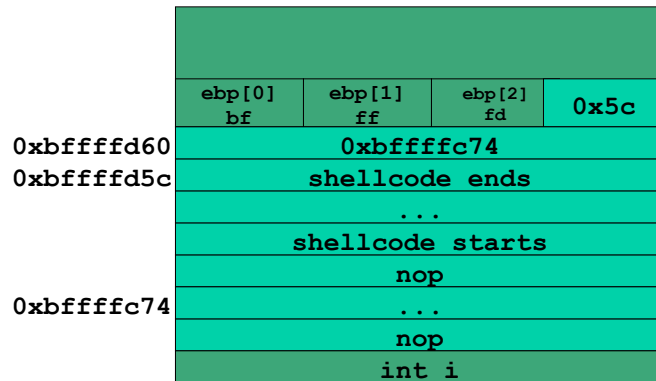 ebp[0] ebp[1] ebp[2] 0x5c
bf ff fd
0xbffffd60 0xbffffc74
0xbffffd5c shellcode ends
...
shellcode starts
nop
0xbffffc74 ...
nop
int i